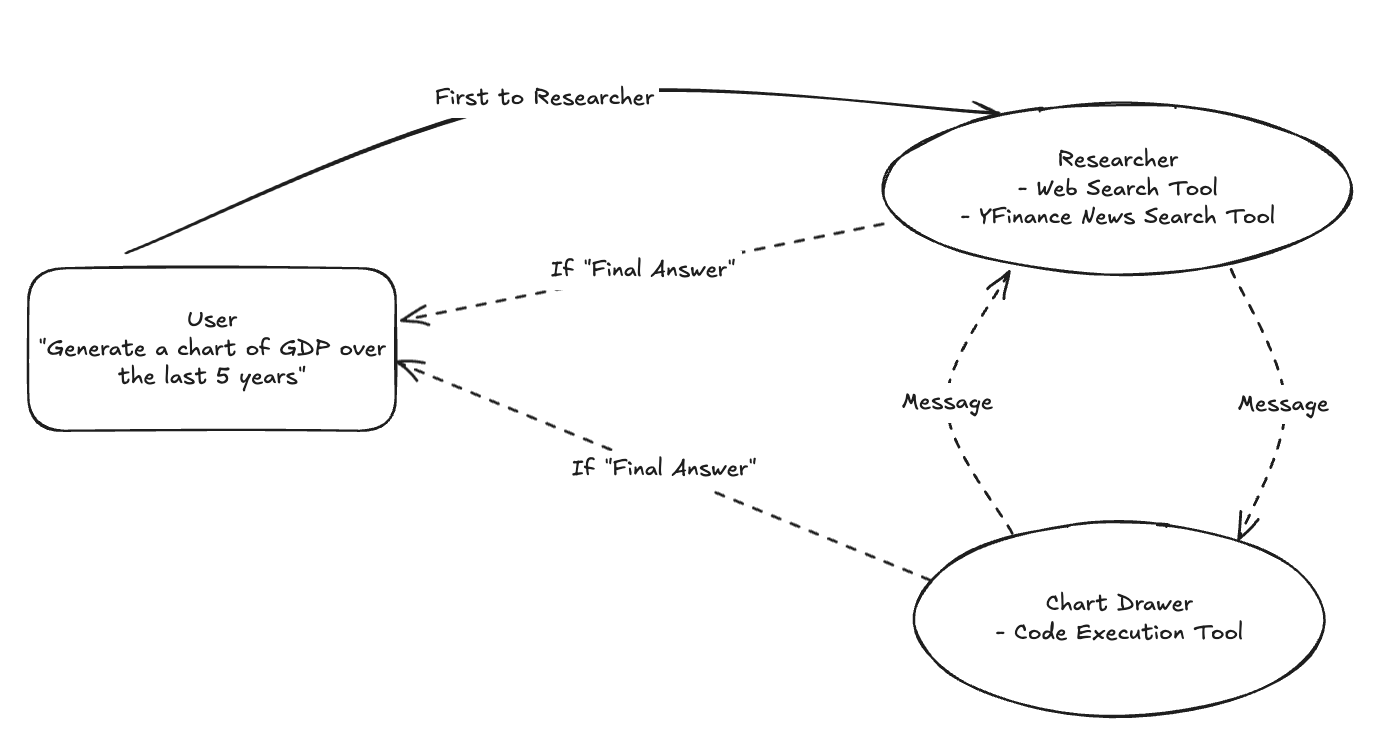 First to Researcher
Researcher
- Web Search Tool
- YFinance News Search Tool
If "Final Answer"
User
"Generate a chart of GDP over
the last 5 years"
Message
Message
If "Final Answer"
Chart Drawer
- Code Execution Tool